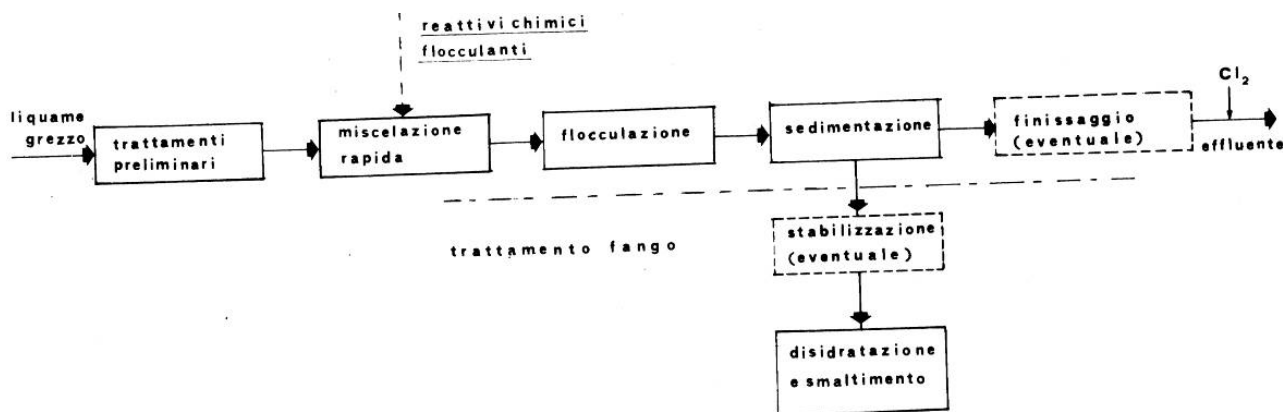 reattivi chimici
flocculanti
Cl₂
liquame
grezzo
trattamenti
preliminari
miscelazione
rapida
flocculazione
sedimentazione
finissaggio
(eventuale)
effluente
trattamento fango
stabilizzazione
(eventuale)
disidratazione
e smaltimento